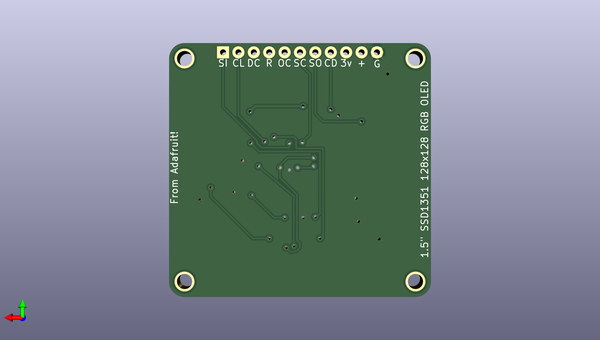 SI CL DC R OC SC SO CD 3v + G
From Adafruit!
1.5" SSD1351 128x128 RGB OLED